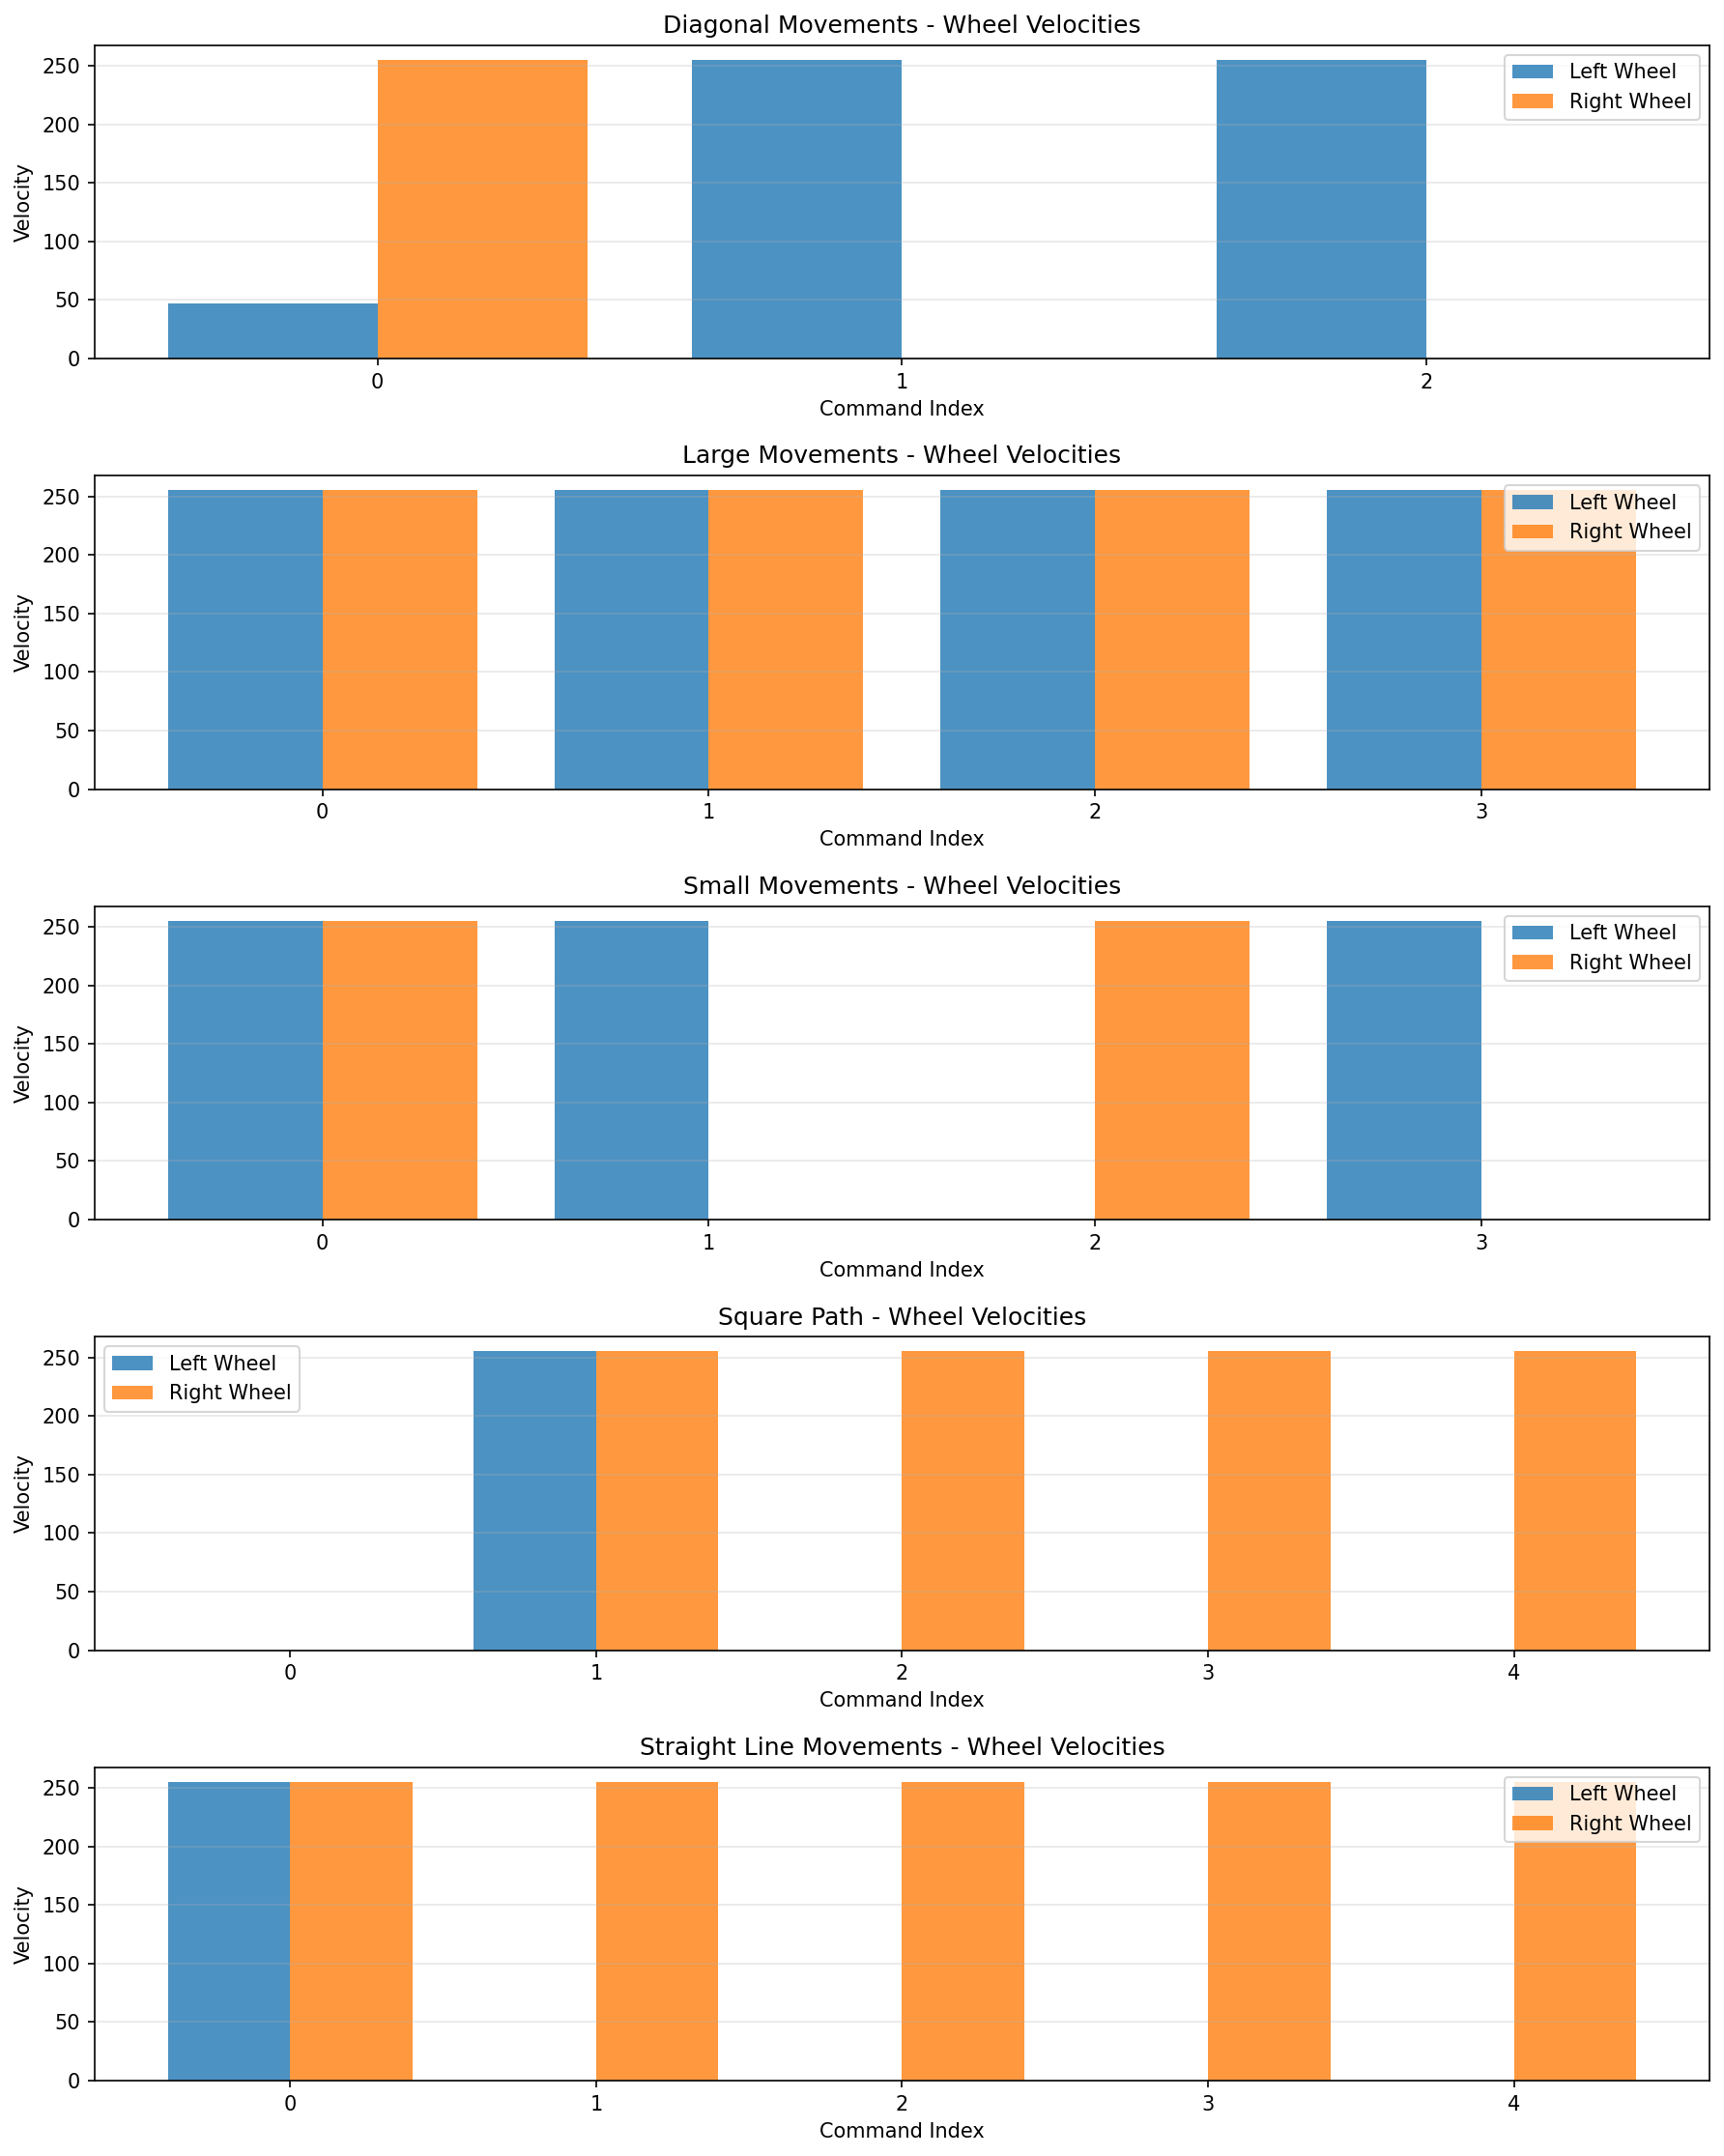 Diagonal Movements - Wheel Velocities
250
200
150
100
50
0
Velocity
Left Wheel
Right Wheel
0 1 2
Command Index
Large Movements - Wheel Velocities
250
200
150
100
50
0
Velocity
Left Wheel
Right Wheel
0 1 2 3
Command Index
Small Movements - Wheel Velocities
250
200
150
100
50
0
Velocity
Left Wheel
Right Wheel
0 1 2 3
Command Index
Square Path - Wheel Velocities
250
200
150
100
50
0
Velocity
Left Wheel
Right Wheel
0 1 2 3 4
Command Index
Straight Line Movements - Wheel Velocities
250
200
150
100
50
0
Velocity
Left Wheel
Right Wheel
0 1 2 3 4
Command Index